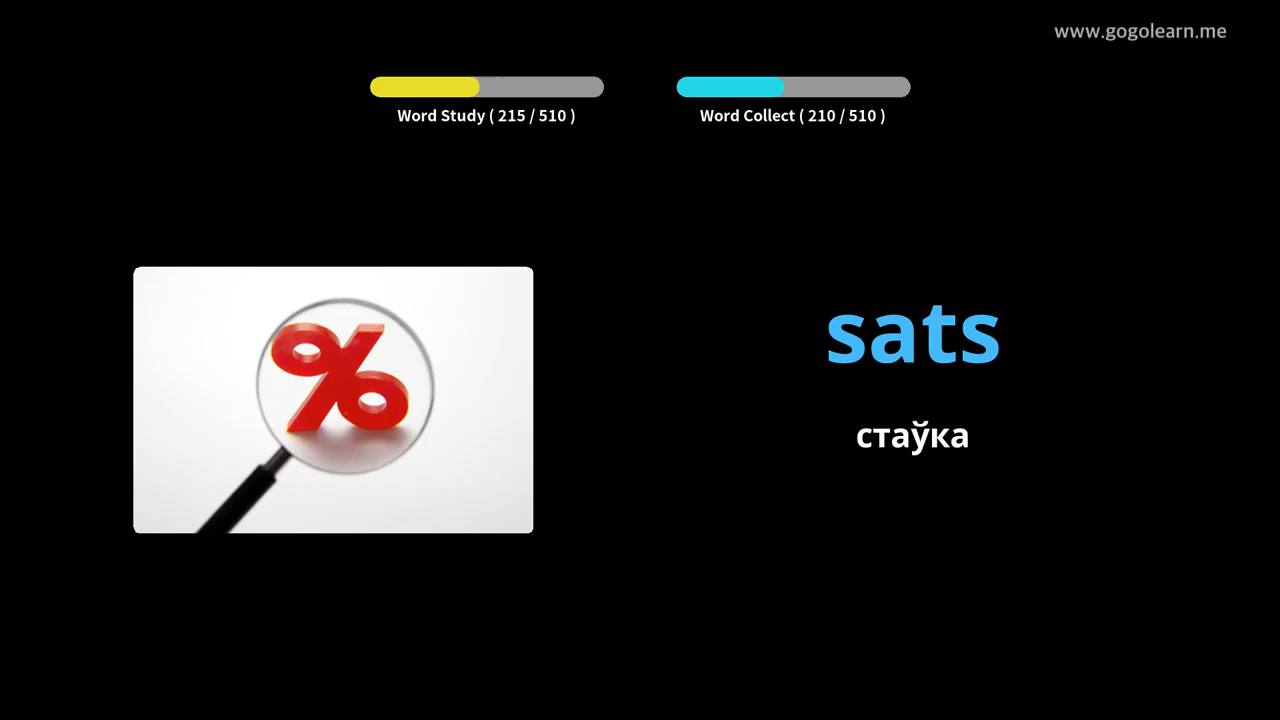 www.gogolearn.me
Word Study ( 215 / 510 )
Word Collect ( 210 / 510 )
%
sats
стаўка